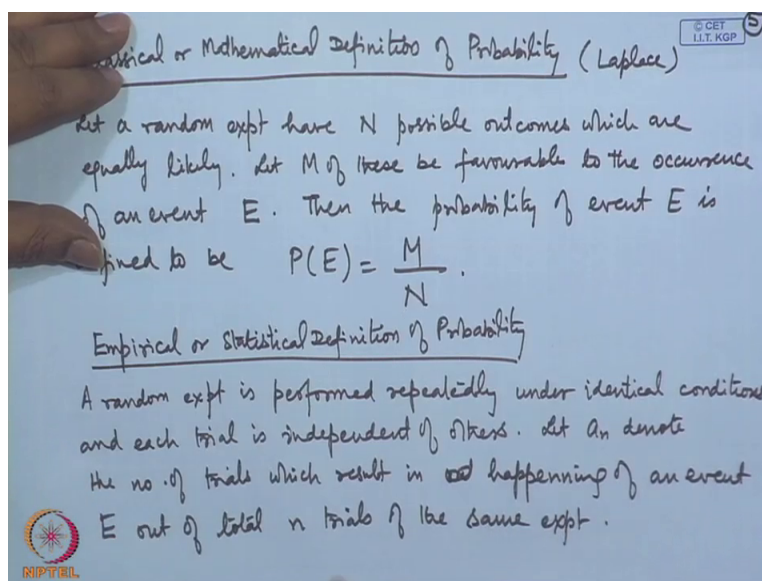 © CET
I.I.T. KGP
5
lassical or Mathematical Definition of Probability (Laplace)
Let a random expt have N possible outcomes which are
equally likely. Let M of these be favourable to the occurrence
of an event E. Then the probability of event E is
fined to be P(E) = M/N.
Empirical or Statistical Definition of Probability
A random expt is performed repeatedly under identical conditions
and each trial is independent of others. Let an denote
the no. of trials which result in happenning of an event
E out of total n trials of the same expt.
NPTEL